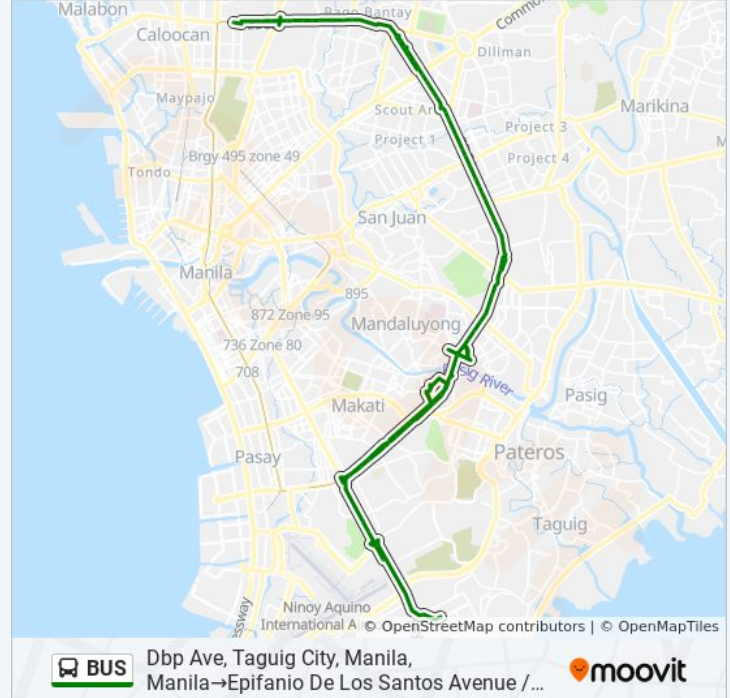 Malabon
Bago Bantay
Caloocan
Diliman
Maypajo
Scout Ar
Marikina
Project 1
Project 3
Brgy 495 zone 49
Project 4
Tondo
San Juan
Manila
895
872 Zone 95
Mandaluyong
736 Zone 80
708
Pasig River
Pasig
Makati
Pasay
Pateros
Taguig
Ninoy Aquino
International A
© OpenStreetMap contributors | © OpenMapTiles
BUS
Dbp Ave, Taguig City, Manila,
Manila→Epifanio De Los Santos Avenue /...
moovit